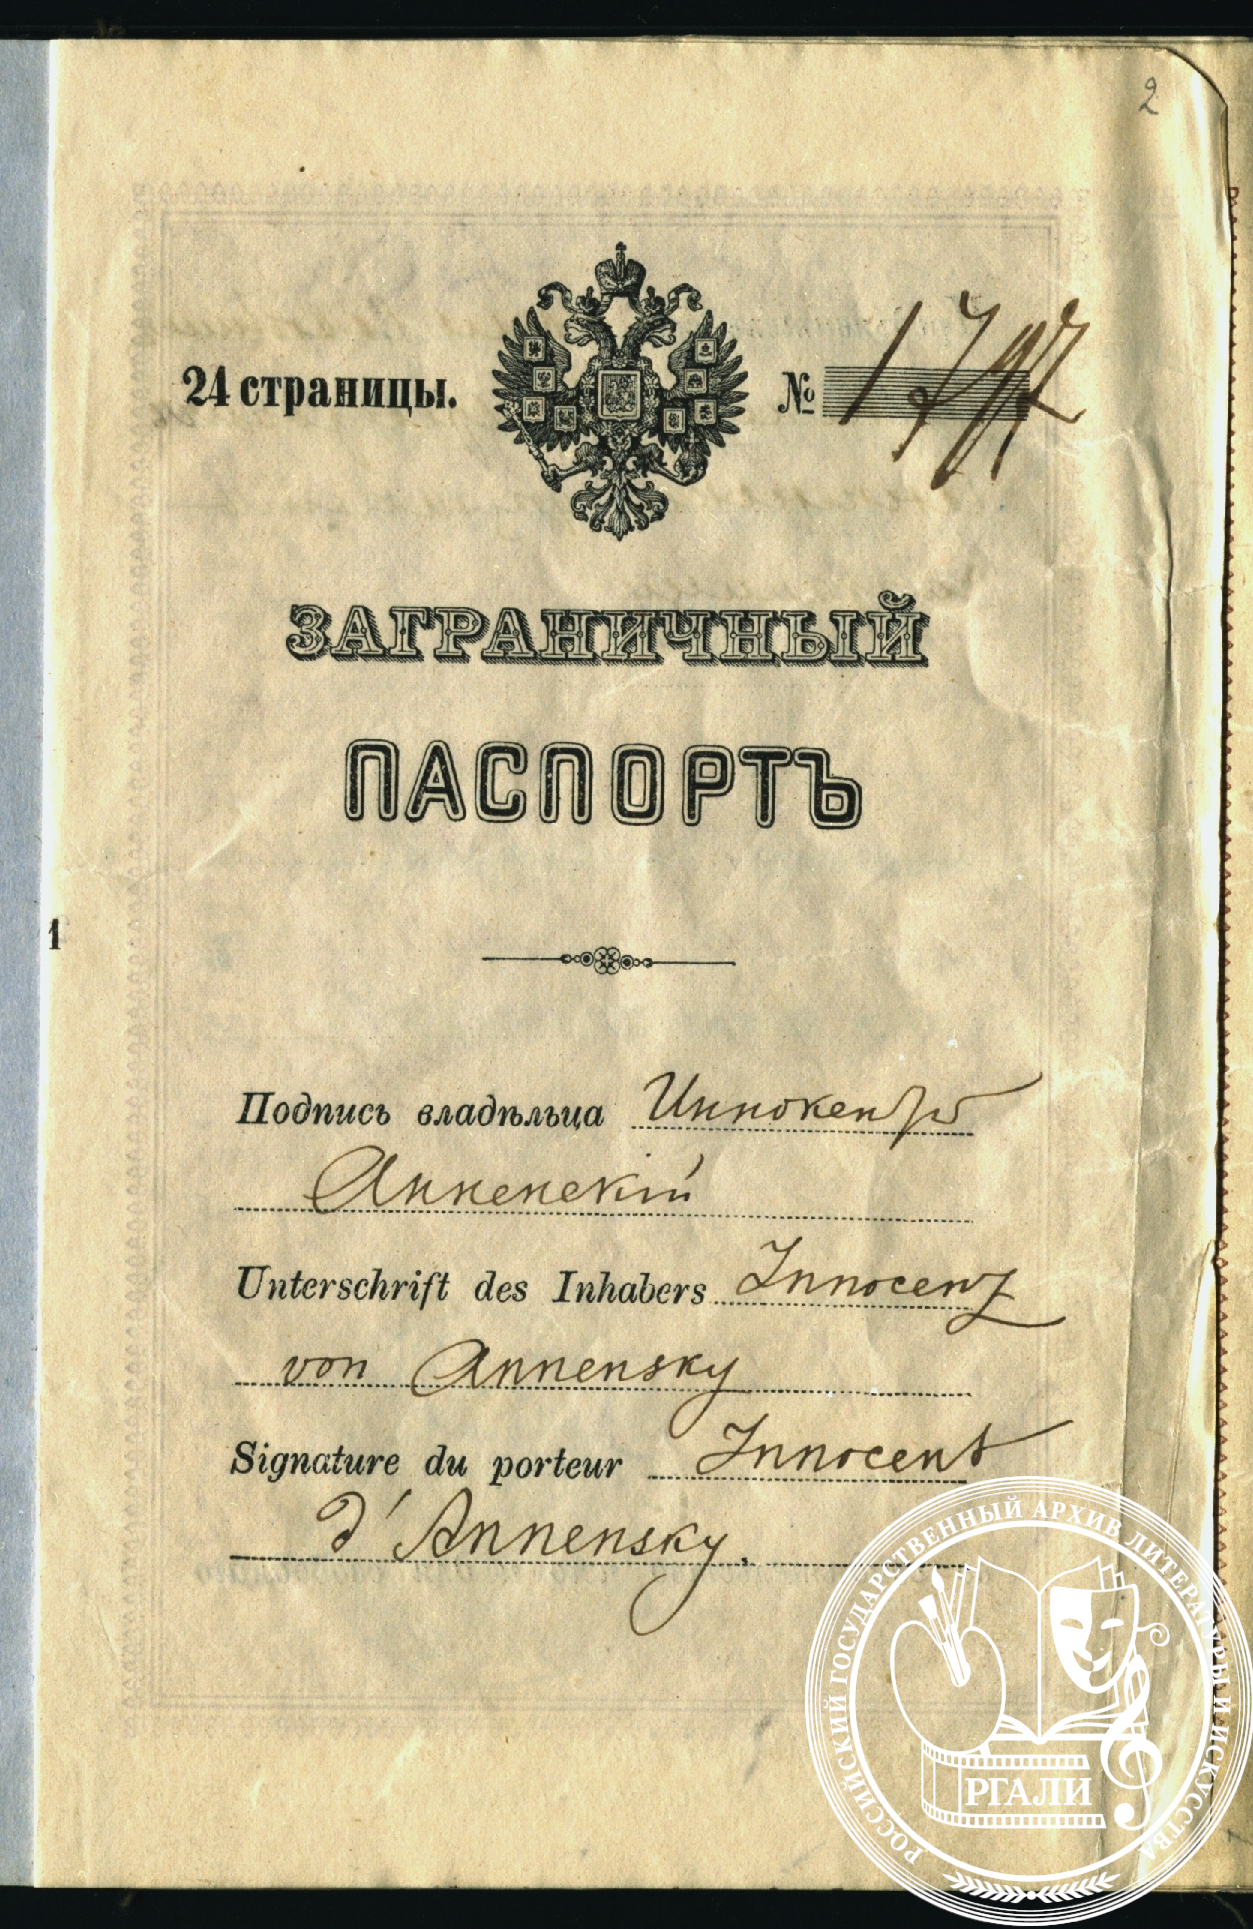 2
24 страницы.
№ 1797
ЗАГРАНИЧНЫЙ
ПАСПОРТЪ
1
Подпись владѣльца Иннокентій
Анненскій
Unterschrift des Inhabers Innocenz
von Annensky
Signature du porteur Innocent
d'Annensky.
РОССИЙСКИЙ ГОСУДАРСТВЕННЫЙ АРХИВ ЛИТЕРАТУРЫ И ИСКУССТВА
РГАЛИ